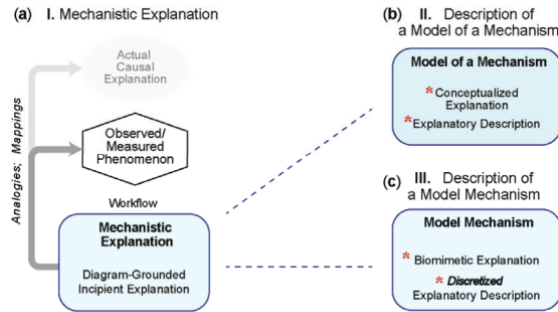 (a) I. Mechanistic Explanation
Actual
Causal
Explanation
Analogies; Mappings
Observed/
Measured
Phenomenon
Workflow
Mechanistic
Explanation
Diagram-Grounded
Incipient Explanation
(b) II. Description of
a Model of a Mechanism
Model of a Mechanism
* Conceptualized
Explanation
* Explanatory Description
(c) III. Description of
a Model Mechanism
Model Mechanism
* Biomimetic Explanation
* Discretized
Explanatory Description